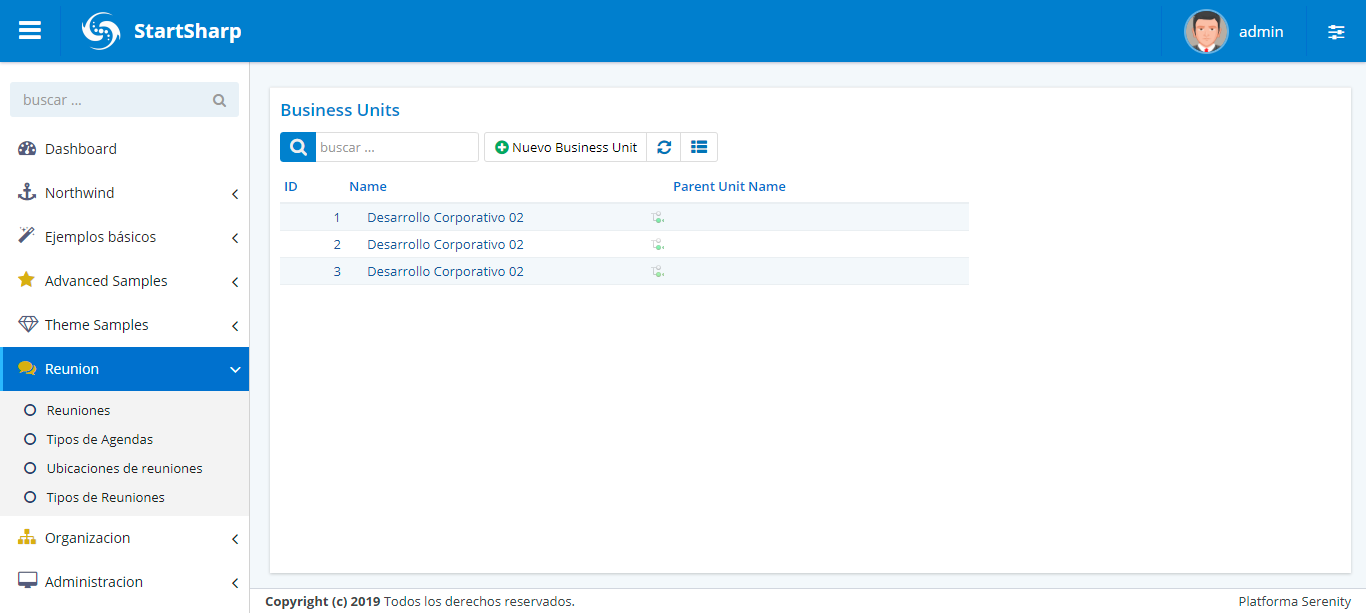 StartSharp
admin
buscar ...
Dashboard
Northwind
Ejemplos básicos
Advanced Samples
Theme Samples
Reunion
Reuniones
Tipos de Agendas
Ubicaciones de reuniones
Tipos de Reuniones
Organizacion
Administracion
Business Units
buscar ... Nuevo Business Unit
ID Name Parent Unit Name
1 Desarrollo Corporativo 02
2 Desarrollo Corporativo 02
3 Desarrollo Corporativo 02
Copyright (c) 2019 Todos los derechos reservados. Platforma Serenity